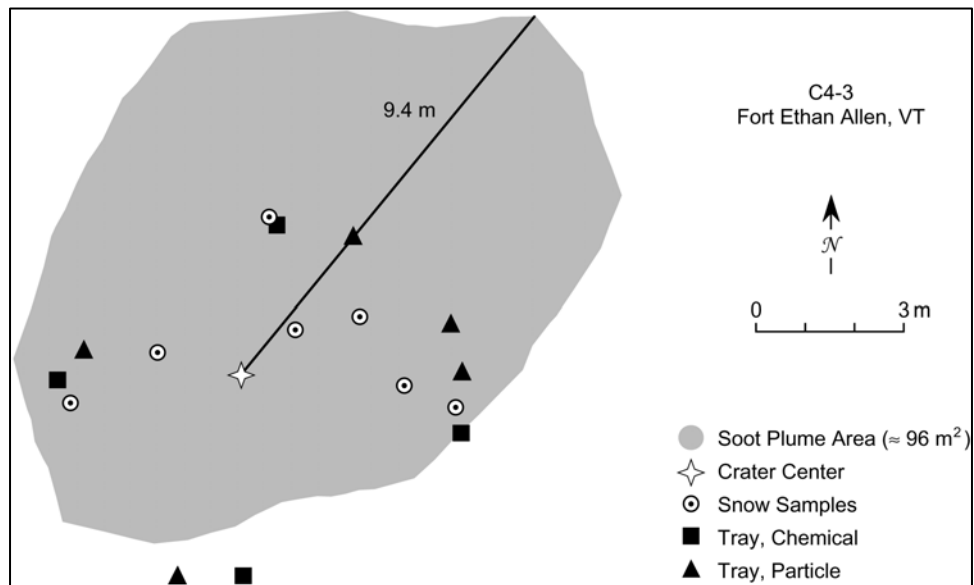 9.4 m
C4-3
Fort Ethan Allen, VT
N
0 3 m
Soot Plume Area (≈ 96 m²)
Crater Center
Snow Samples
Tray, Chemical
Tray, Particle